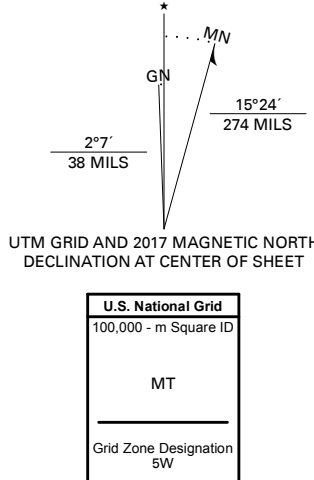 ★
MN
GN
15°24´
274 MILS
2°7´
38 MILS
UTM GRID AND 2017 MAGNETIC NORTH
DECLINATION AT CENTER OF SHEET
U.S. National Grid
100,000 - m Square ID
MT
Grid Zone Designation
5W